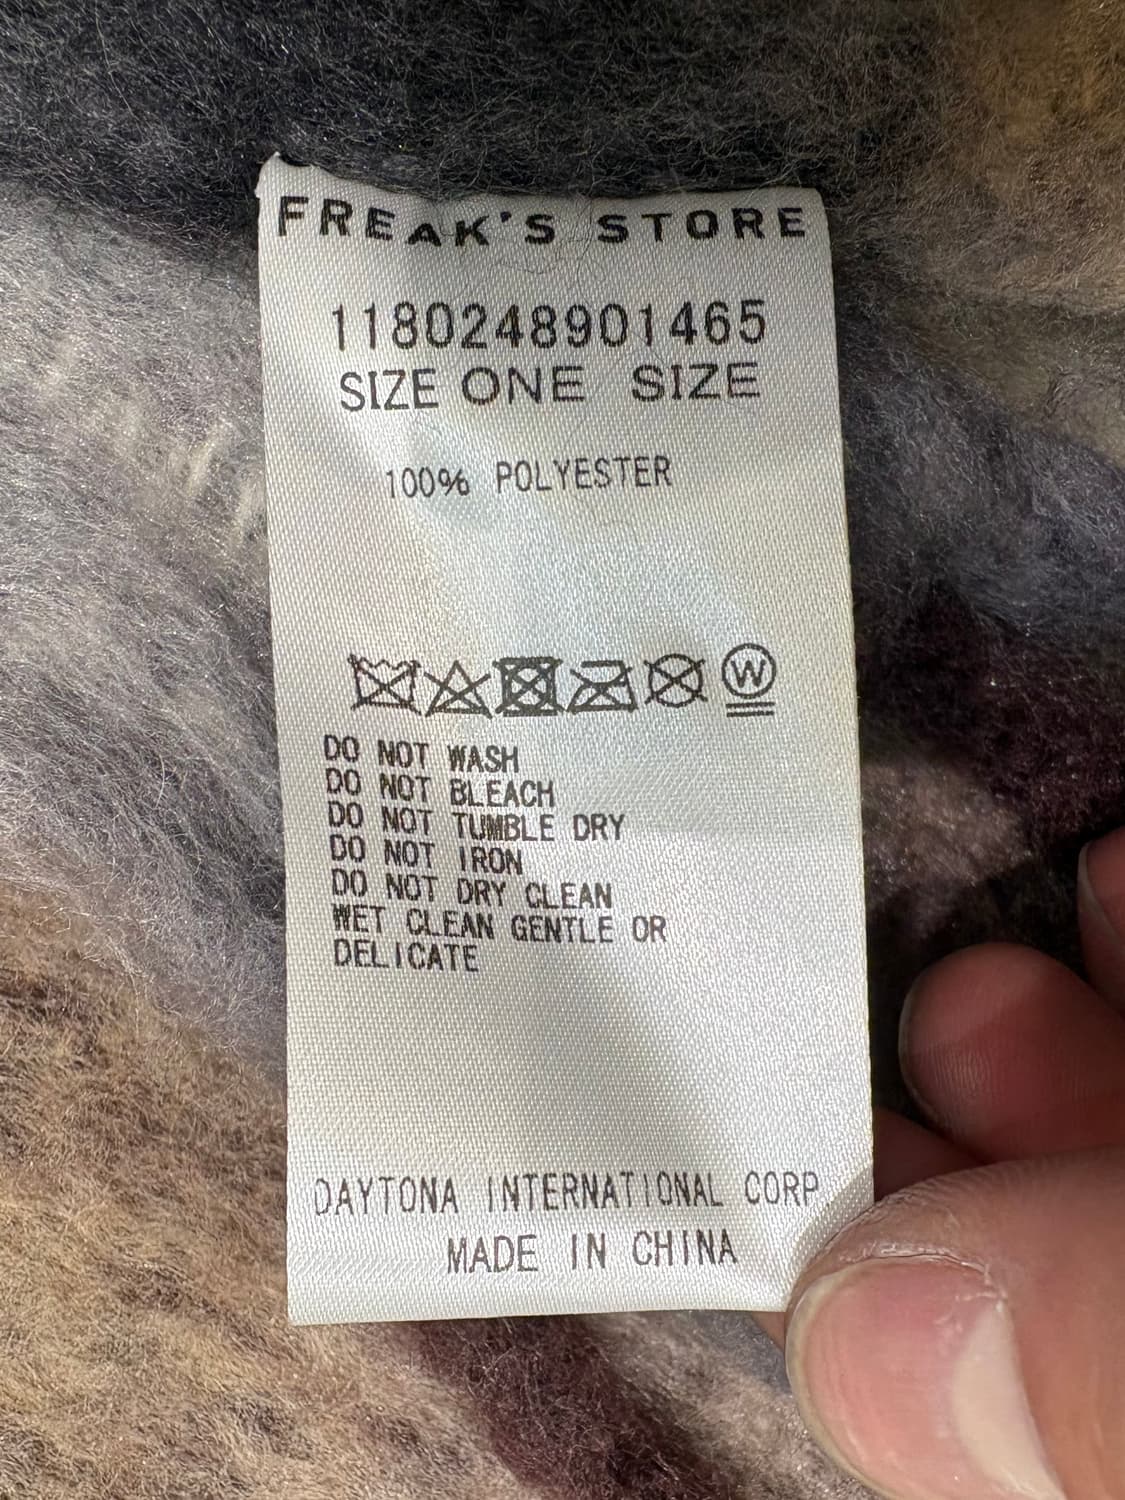 FREAK'S STORE
1180248901465
SIZE ONE SIZE
100% POLYESTER
W
DO NOT WASH
DO NOT BLEACH
DO NOT TUMBLE DRY
DO NOT IRON
DO NOT DRY CLEAN
WET CLEAN GENTLE OR
DELICATE
DAYTONA INTERNATIONAL CORP
MADE IN CHINA